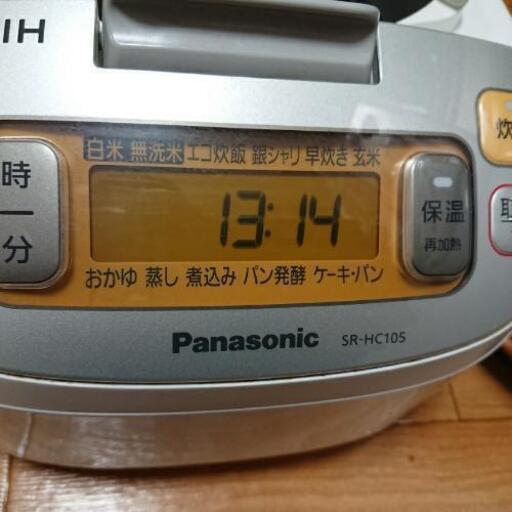 IH
白米 無洗米 エコ炊飯 銀シャリ 早炊き 玄米
時
分
13:14
保温
再加熱
炊
取
おかゆ 蒸し 煮込み パン発酵 ケーキ・パン
Panasonic SR-HC105